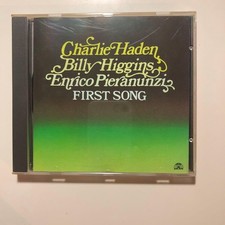 Charlie Haden
Billy Higgins
Enrico Pieranunzi
FIRST SONG